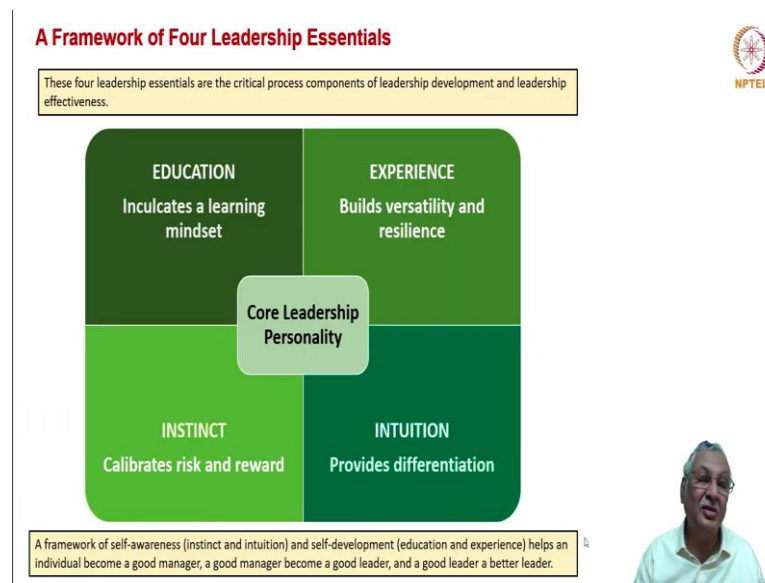 A Framework of Four Leadership Essentials
NPTEL
These four leadership essentials are the critical process components of leadership development and leadership
effectiveness.
EDUCATION
Inculcates a learning
mindset
EXPERIENCE
Builds versatility and
resilience
Core Leadership
Personality
INSTINCT
Calibrates risk and reward
INTUITION
Provides differentiation
A framework of self-awareness (instinct and intuition) and self-development (education and experience) helps an
individual become a good manager, a good manager become a good leader, and a good leader a better leader.